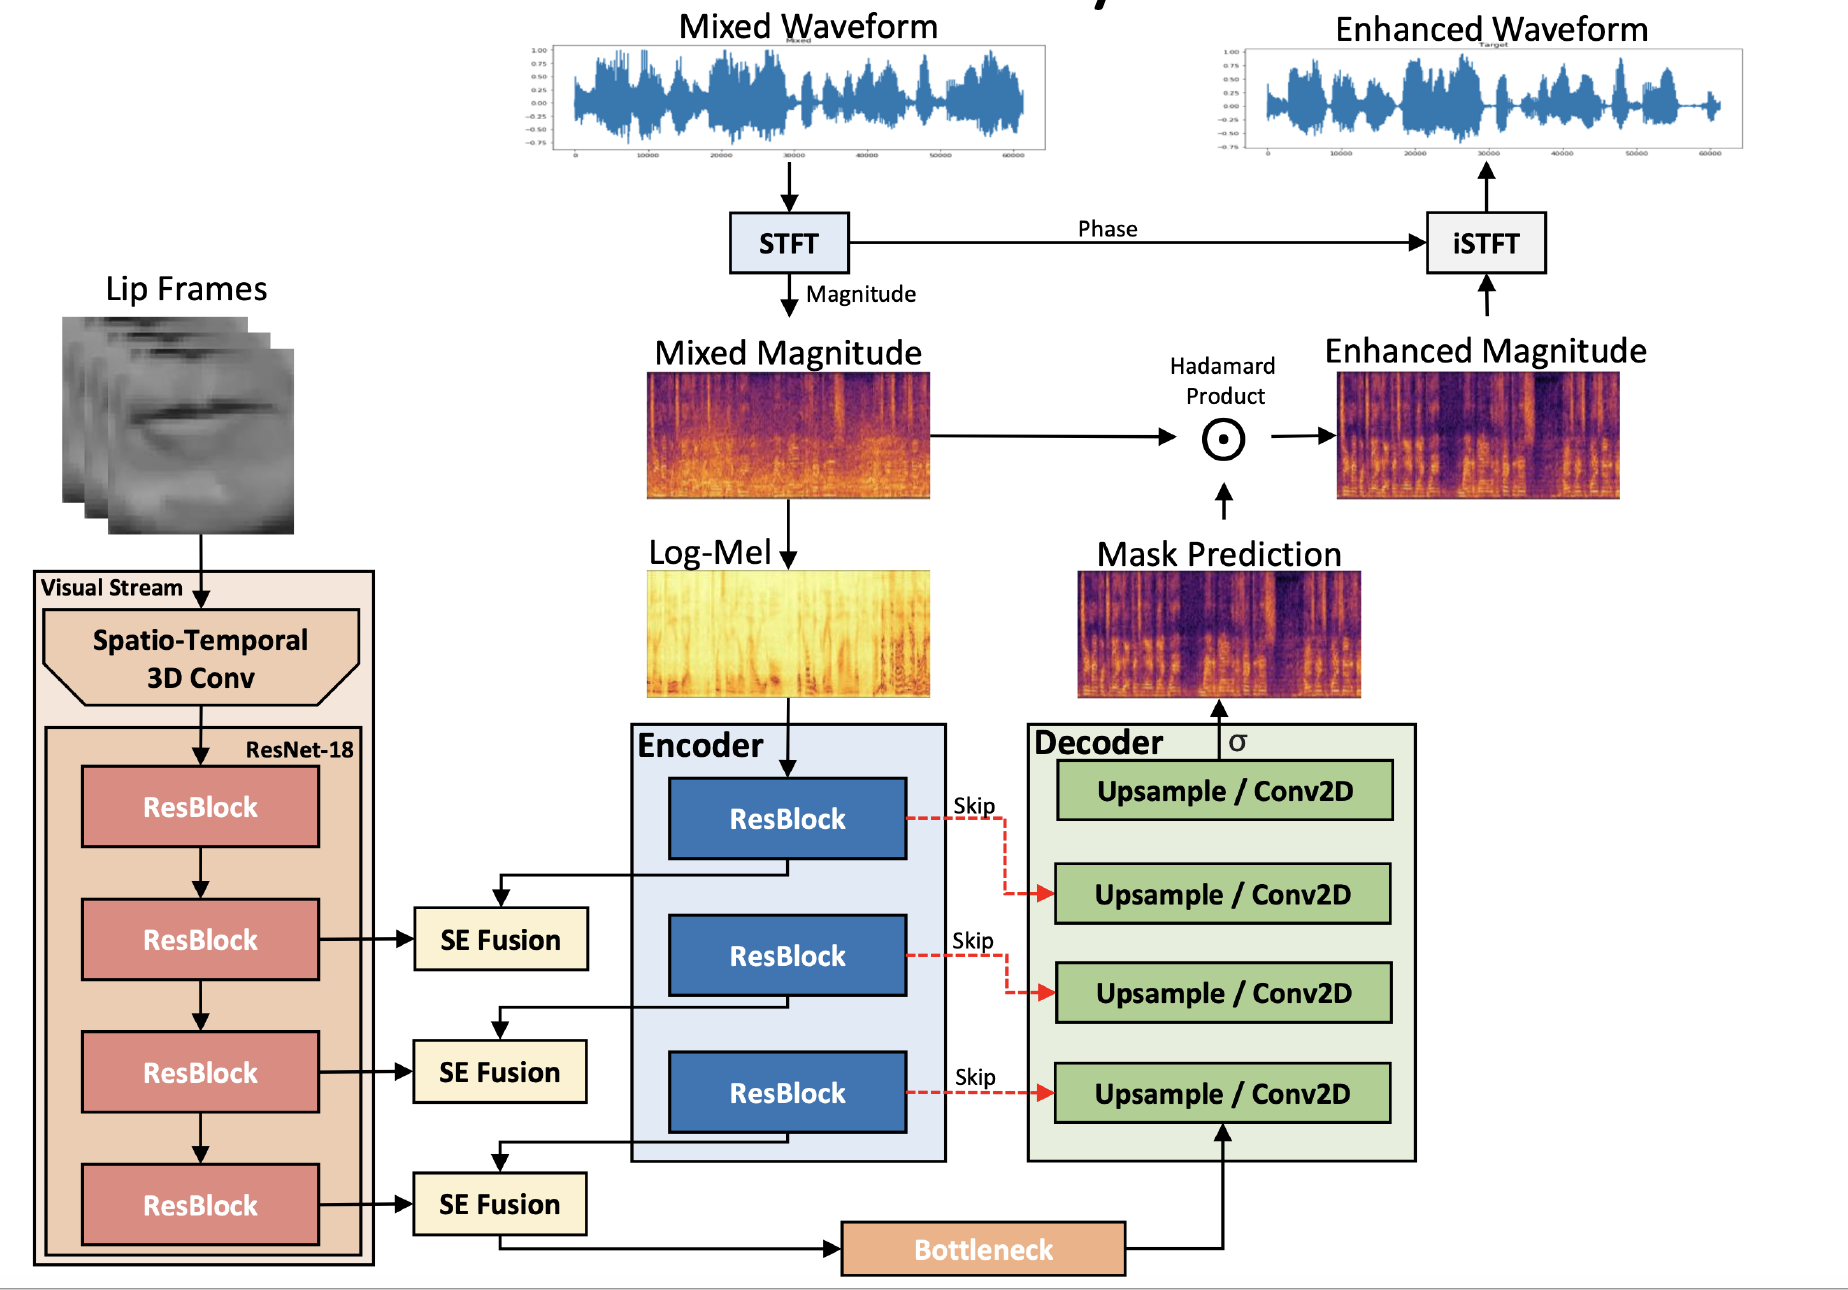 Mixed Waveform
Mixed
1.00
0.75
0.50
0.25
0.00
−0.25
−0.50
−0.75
0
10000
20000
30000
40000
50000
60000
Enhanced Waveform
Target
1.00
0.75
0.50
0.25
0.00
−0.25
−0.50
−0.75
0
10000
20000
30000
40000
50000
60000
STFT
Phase
iSTFT
Magnitude
Lip Frames
Mixed Magnitude
Hadamard
Product
Enhanced Magnitude
Log-Mel
Mask Prediction
Visual Stream
Spatio-Temporal
3D Conv
ResNet-18
ResBlock
ResBlock
ResBlock
ResBlock
SE Fusion
SE Fusion
SE Fusion
Encoder
ResBlock
ResBlock
ResBlock
Skip
Skip
Skip
Decoder
σ
Upsample / Conv2D
Upsample / Conv2D
Upsample / Conv2D
Upsample / Conv2D
Bottleneck